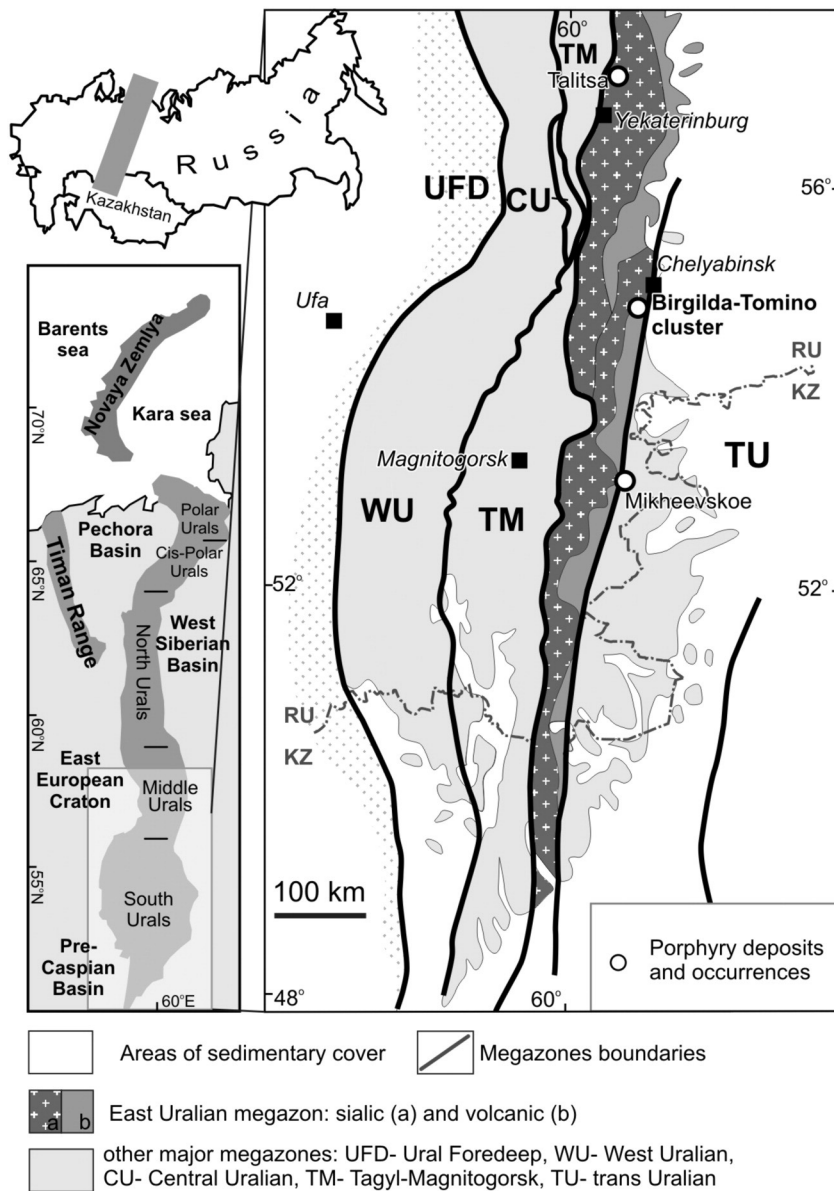 Russia
Kazakhstan
Barents
sea
Novaya Zemlya
Kara sea
70°N
Polar
Urals
Pechora
Basin
Cis-Polar
Urals
65°N
Timan Range
North Urals
West
Siberian
Basin
60°N
East
European
Craton
Middle
Urals
55°N
South
Urals
Pre-
Caspian
Basin
60°E
60°
TM
Talitsa
Yekaterinburg
UFD
CU
56°
Chelyabinsk
Ufa
Birgilda-Tomino
cluster
RU
KZ
Magnitogorsk
TU
WU
TM
Mikheevskoe
52°
52°
RU
KZ
100 km
48°
60°
Porphyry deposits
and occurrences
Areas of sedimentary cover
Megazones boundaries
a b
East Uralian megazon: sialic (a) and volcanic (b)
other major megazones: UFD- Ural Foredeep, WU- West Uralian,
CU- Central Uralian, TM- Tagyl-Magnitogorsk, TU- trans Uralian